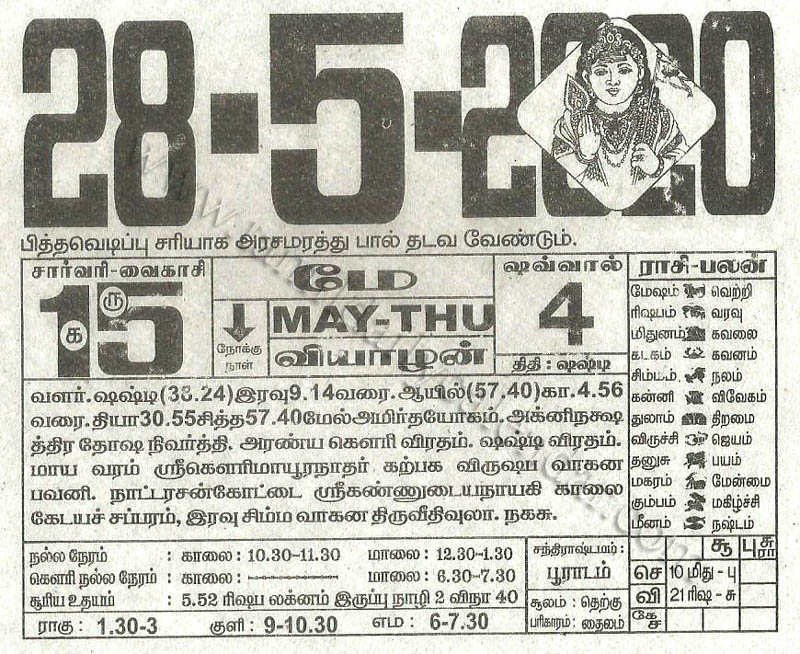 28-5-2020
பித்தவெடிப்பு சரியாக அரசமரத்து பால் தடவ வேண்டும்.
சார்வரி-வைகாசி
15
க ரு
நோக்கு
நாள்
மே
MAY-THU
வியாழன்
ஷவ்வால்
4
திதி : ஷஷ்டி
வளர். ஷஷ்டி (38.24) இரவு 9.14 வரை. ஆயில் (57.40) கா. 4.56
வரை. தியா 30.55 சித்த 57.40 மேல் அமிர்தயோகம். அக்னிநக்ஷ
த்திர தோஷ நிவர்த்தி. அரண்ய கௌரி விரதம். ஷஷ்டி விரதம்.
மாய வரம் ஸ்ரீகௌரிமாயூரநாதர் கற்பக விருஷப வாகன
பவனி. நாட்டரசன்கோட்டை ஸ்ரீகண்ணுடையநாயகி காலை
கேடயச் சப்பரம், இரவு சிம்ம வாகன திருவீதிவுலா. நகசு.
ராசி-பலன்
மேஷம் வெற்றி
ரிஷபம் வரவு
மிதுனம் கவலை
கடகம் கவனம்
சிம்மம் நலம்
கன்னி விவேகம்
துலாம் திறமை
விருச்சி ஜெயம்
தனுசு பயம்
மகரம் மேன்மை
கும்பம் மகிழ்ச்சி
மீனம் நஷ்டம்
நல்ல நேரம் : காலை : 10.30-11.30 மாலை : 12.30-1.30
கௌரி நல்ல நேரம் : காலை : ---------- மாலை : 6.30-7.30
சூரிய உதயம் : 5.52 ரிஷப லக்னம் இருப்பு நாழி 2 விநா 40
ராகு : 1.30-3 குளி : 9-10.30 எம : 6-7.30
சந்திராஷ்டமம் :
பூராடம்
சூலம் : தெற்கு
பரிகாரம் : தைலம்
சூ பு சு ரா
செ 10 மிது - பு
வி 21 ரிஷ - சு
கே ச